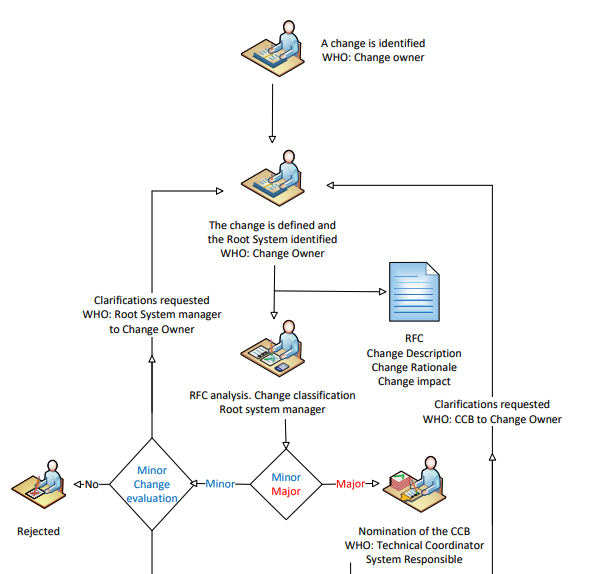 A change is identified
WHO: Change owner
The change is defined and
the Root System identified
WHO: Change Owner
Clarifications requested
WHO: Root System manager
to Change Owner
RFC
Change Description
Change Rationale
Change impact
RFC analysis. Change classification
Root system manager
Clarifications requested
WHO: CCB to Change Owner
No
Minor
Change
evaluation
Minor
Minor
Major
Major
Rejected
Nomination of the CCB
WHO: Technical Coordinator
System Responsible